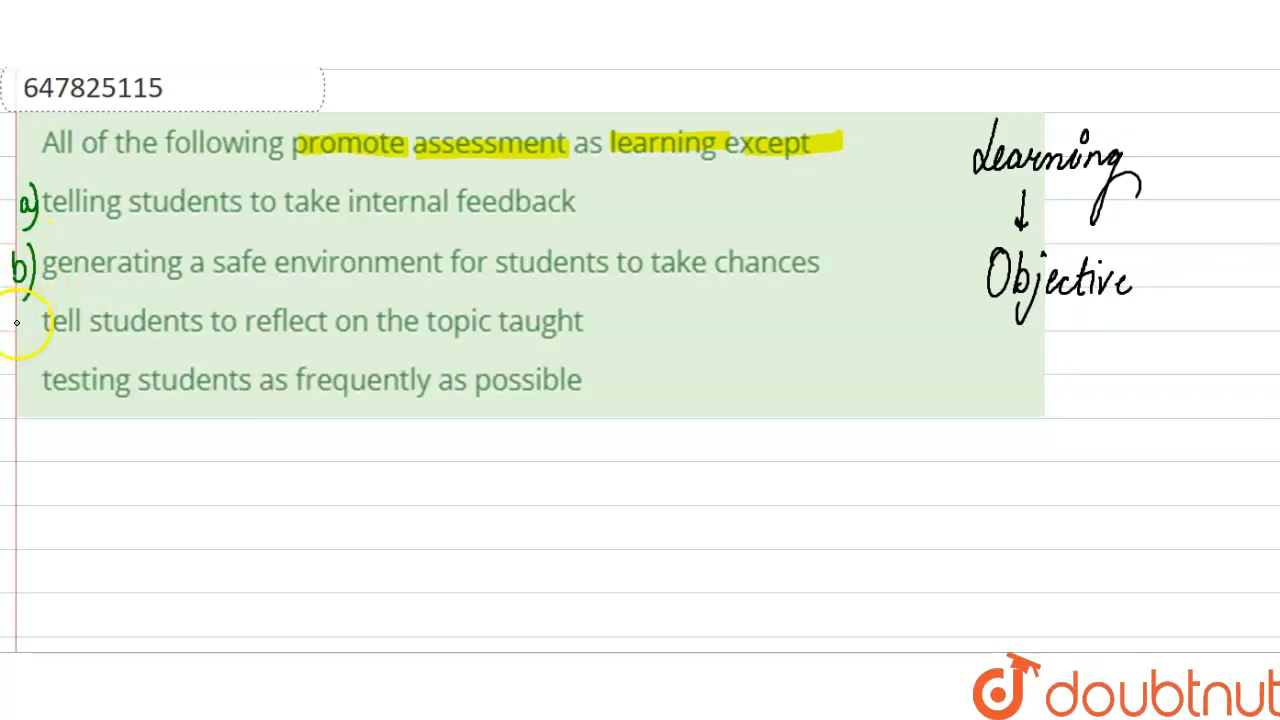 647825115
All of the following promote assessment as learning except
a) telling students to take internal feedback
b) generating a safe environment for students to take chances
tell students to reflect on the topic taught
testing students as frequently as possible
Learning
↓
Objective
doubtnut